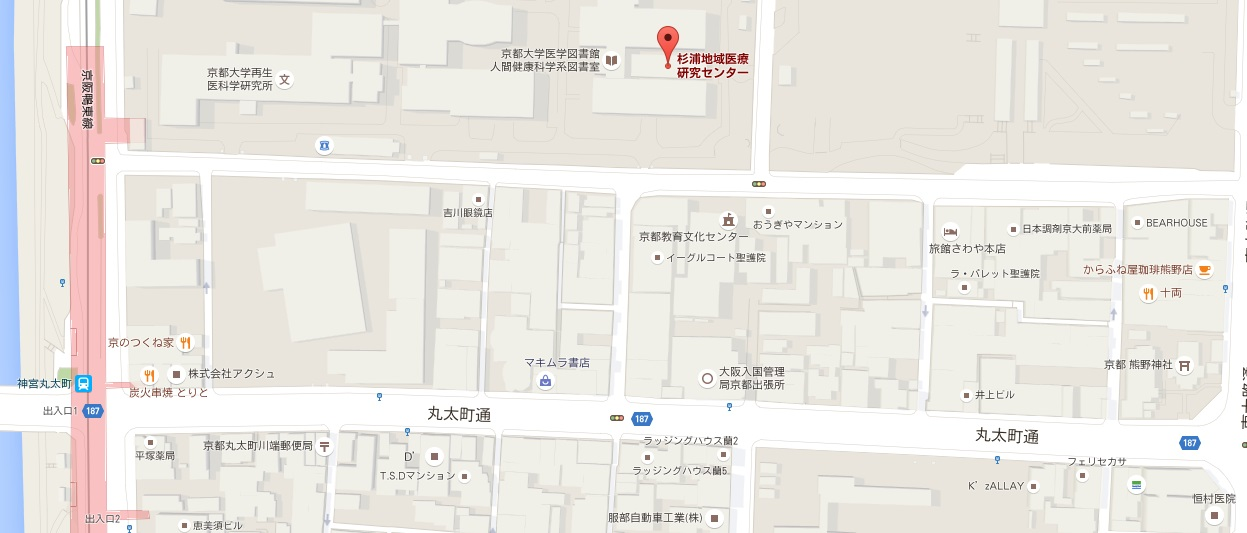 京都大学医学図書館
人間健康科学系図書室
杉浦地域医療
研究センター
京都大学再生
医科学研究所
京阪鴨東線
吉川眼鏡店
京都教育文化センター
おうぎやマンション
イーグルコート聖護院
旅館さわや本店
日本調剤京大前薬局
BEARHOUSE
ラ・パレット聖護院
からふね屋珈琲熊野店
十両
京のつくね家
株式会社アクシュ
炭火串焼 とりと
神宮丸太町
出入口1
187
マキムラ書店
大阪入国管理
局京都出張所
京都 熊野神社
井上ビル
丸太町通
187
丸太町通
187
平塚薬局
京都丸太町川端郵便局
D'
T.S.Dマンション
ラッジングハウス蘭2
ラッジングハウス蘭5
フェリセカサ
K'zALLAY
恒村医院
出入口2
恵美須ビル
服部自動車工業(株)